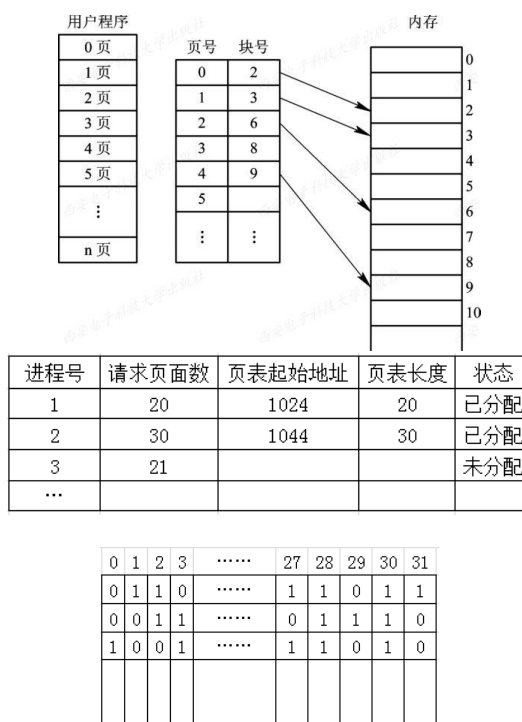 用户程序
0 页
1 页
2 页
3 页
4 页
5 页
⋮
n 页
页号 块号
0 2
1 3
2 6
3 8
4 9
5
⋮ ⋮
内存
0
1
2
3
4
5
6
7
8
9
10
进程号 请求页面数 页表起始地址 页表长度 状态
1 20 1024 20 已分配
2 30 1044 30 已分配
3 21 未分配
…
0 1 2 3 …… 27 28 29 30 31
0 1 1 0 …… 1 1 0 1 1
0 0 1 1 …… 0 1 1 1 0
1 0 0 1 …… 1 1 0 1 0